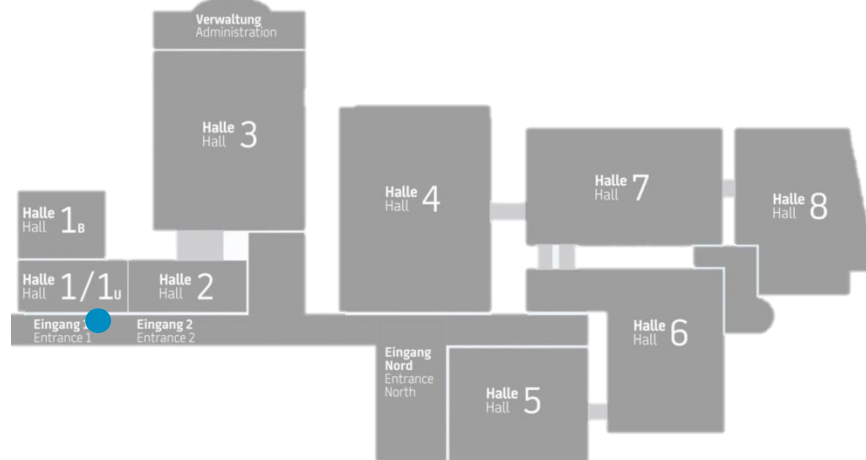 Verwaltung
Administration
Halle
Hall 3
Halle
Hall 4
Halle
Hall 7
Halle
Hall 8
Halle
Hall 1B
Halle
Hall 1/1U
Halle
Hall 2
Eingang 1
Entrance 1
Eingang 2
Entrance 2
Eingang
Nord
Entrance
North
Halle
Hall 6
Halle
Hall 5